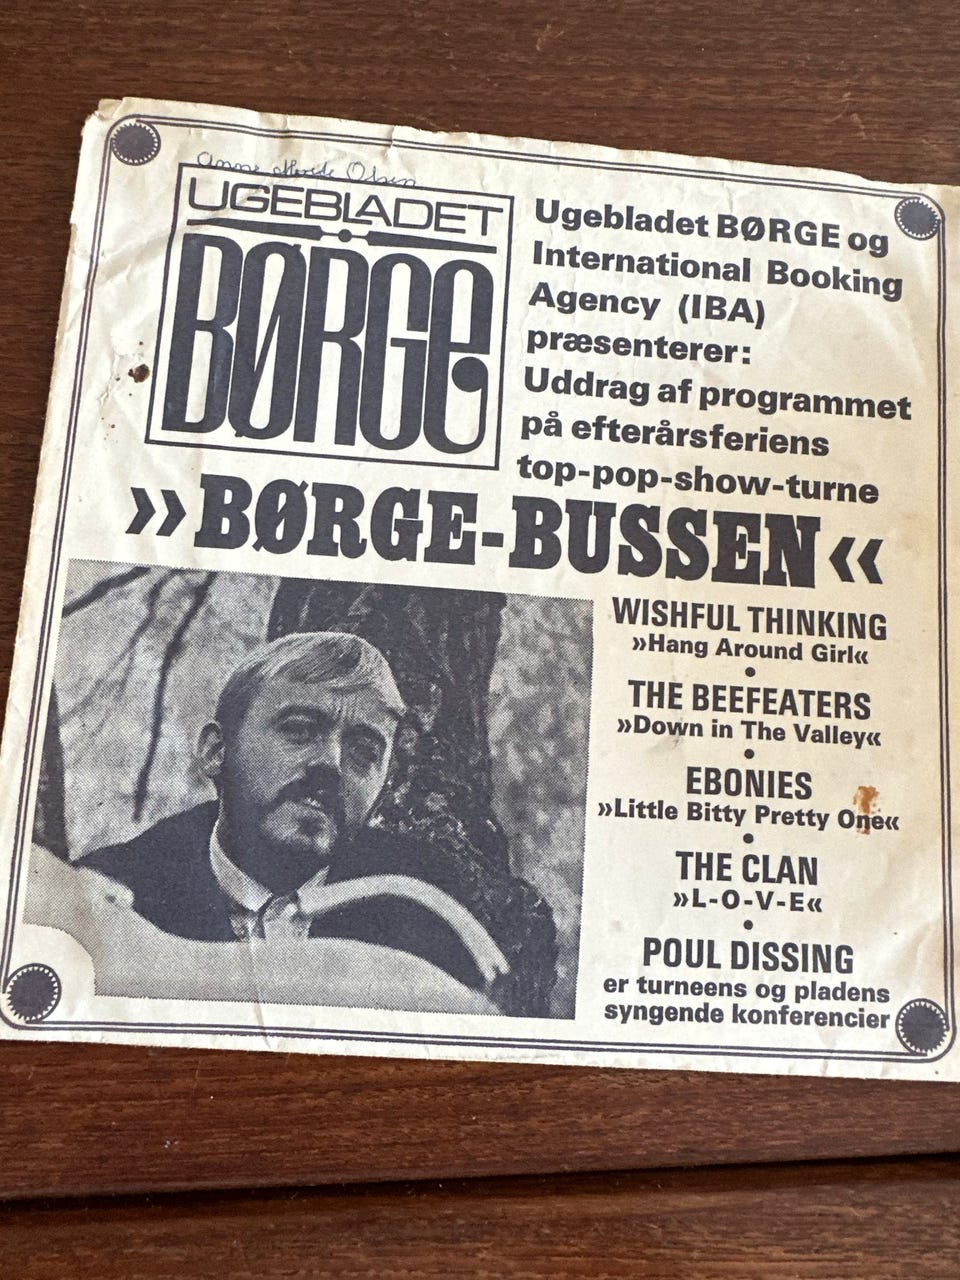 Anne Olsen
UGEBLADET
BØRGE
Ugebladet BØRGE og
International Booking
Agency (IBA)
præsenterer:
Uddrag af programmet
på efterårsferiens
top-pop-show-turne
»BØRGE-BUSSEN«
WISHFUL THINKING
»Hang Around Girl«
•
THE BEEFEATERS
»Down in The Valley«
•
EBONIES
»Little Bitty Pretty One«
•
THE CLAN
»L-O-V-E«
•
POUL DISSING
er turneens og pladens
syngende konferencier